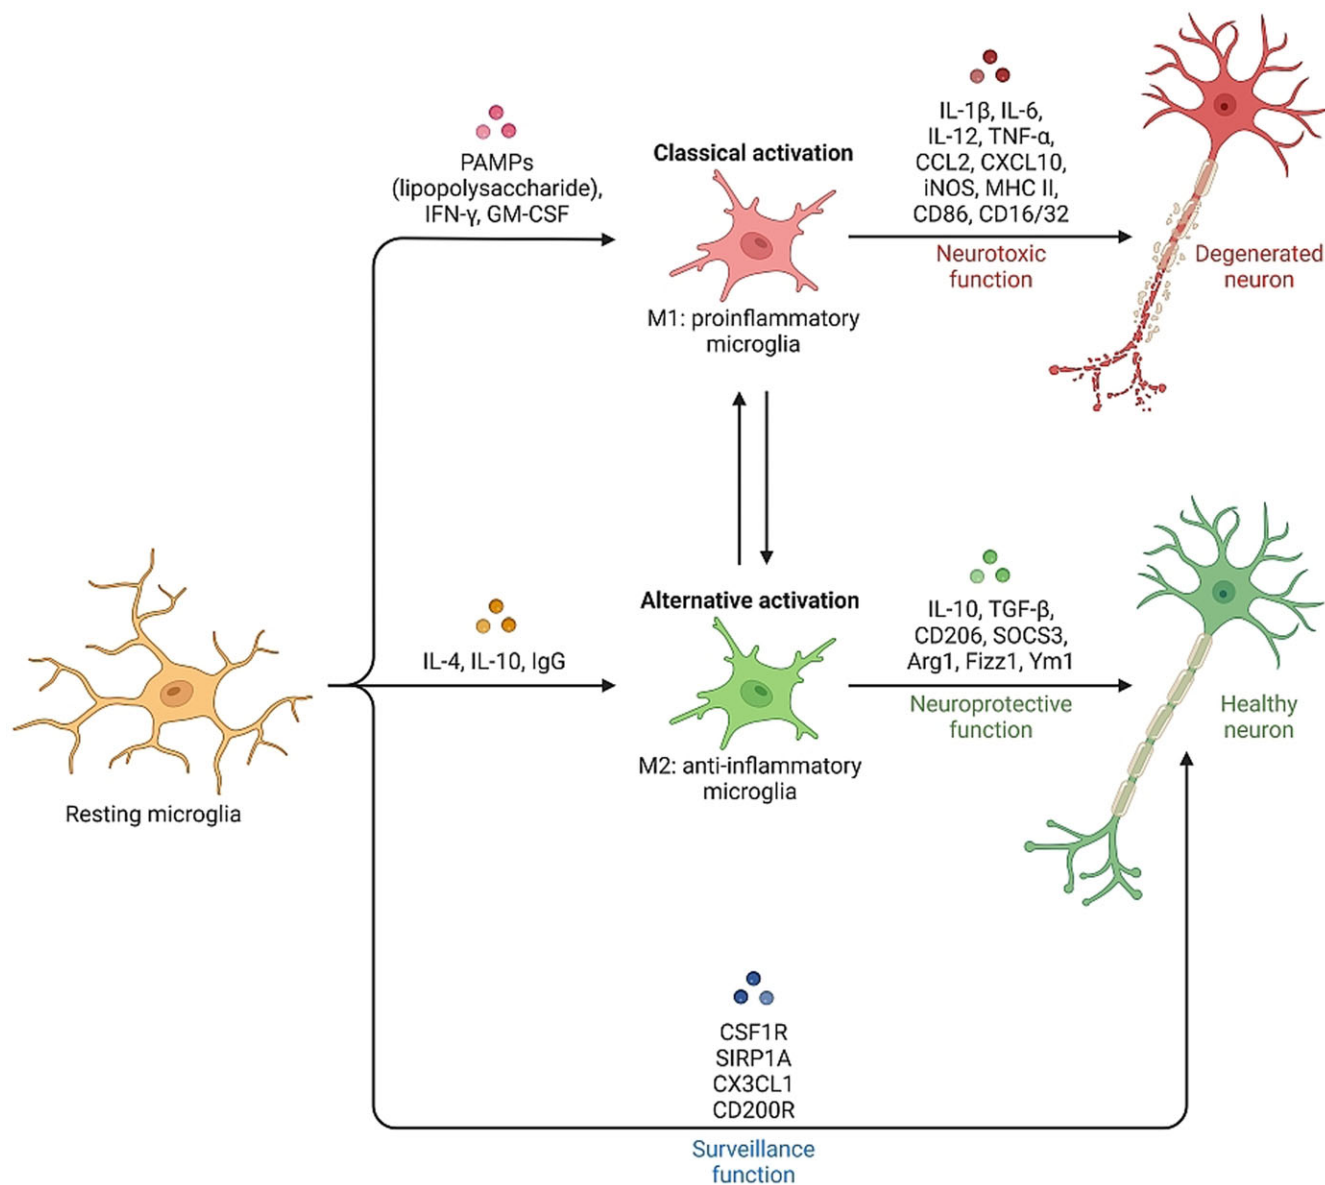 PAMPs
(lipopolysaccharide),
IFN-γ, GM-CSF
Classical activation
M1: proinflammatory
microglia
IL-1β, IL-6,
IL-12, TNF-α,
CCL2, CXCL10,
iNOS, MHC II,
CD86, CD16/32
Neurotoxic
function
Degenerated
neuron
Resting microglia
IL-4, IL-10, IgG
Alternative activation
M2: anti-inflammatory
microglia
IL-10, TGF-β,
CD206, SOCS3,
Arg1, Fizz1, Ym1
Neuroprotective
function
Healthy
neuron
CSF1R
SIRP1A
CX3CL1
CD200R
Surveillance
function